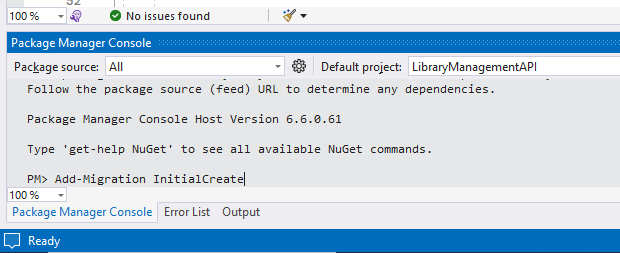 52
100 %
No issues found
Package Manager Console
Package source: All
Default project: LibraryManagementAPI
Follow the package source (feed) URL to determine any dependencies.
Package Manager Console Host Version 6.6.0.61
Type 'get-help NuGet' to see all available NuGet commands.
PM> Add-Migration InitialCreate
100 %
Package Manager Console Error List Output
Ready